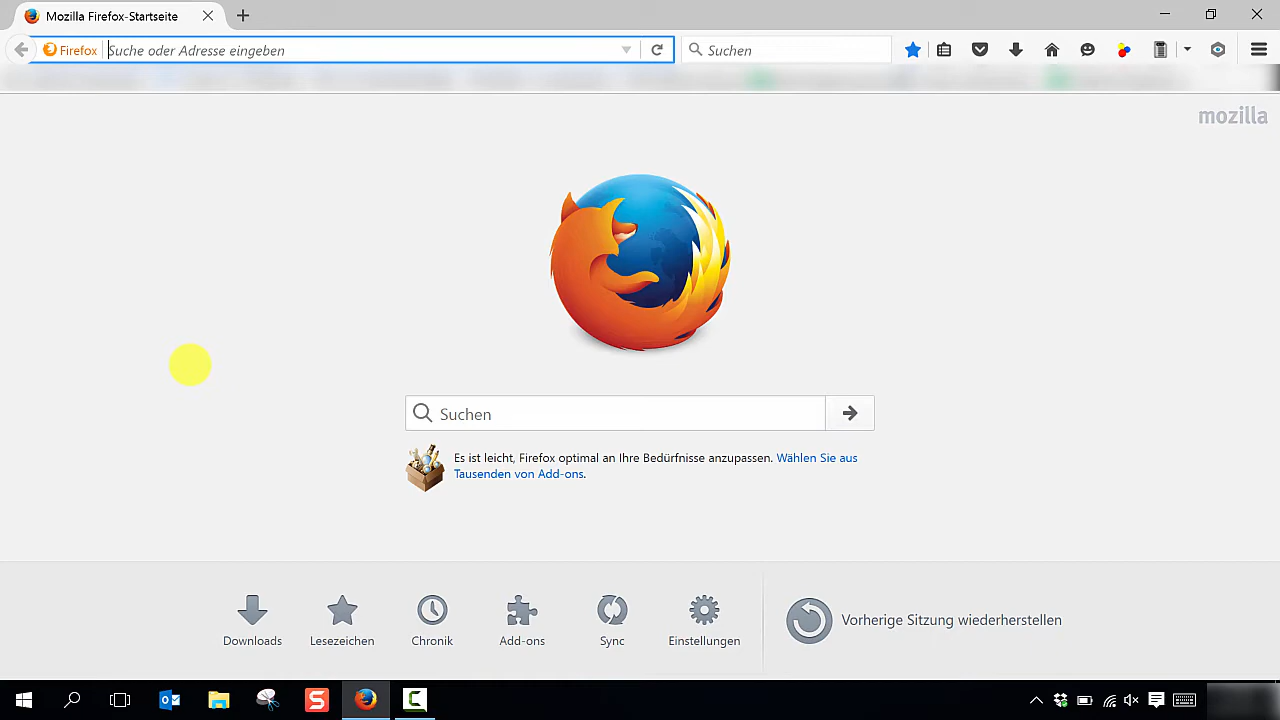 Mozilla Firefox-Startseite
Firefox
Suche oder Adresse eingeben
Suchen
mozilla
Suchen
Es ist leicht, Firefox optimal an Ihre Bedürfnisse anzupassen. Wählen Sie aus
Tausenden von Add-ons.
Downloads
Lesezeichen
Chronik
Add-ons
Sync
Einstellungen
Vorherige Sitzung wiederherstellen